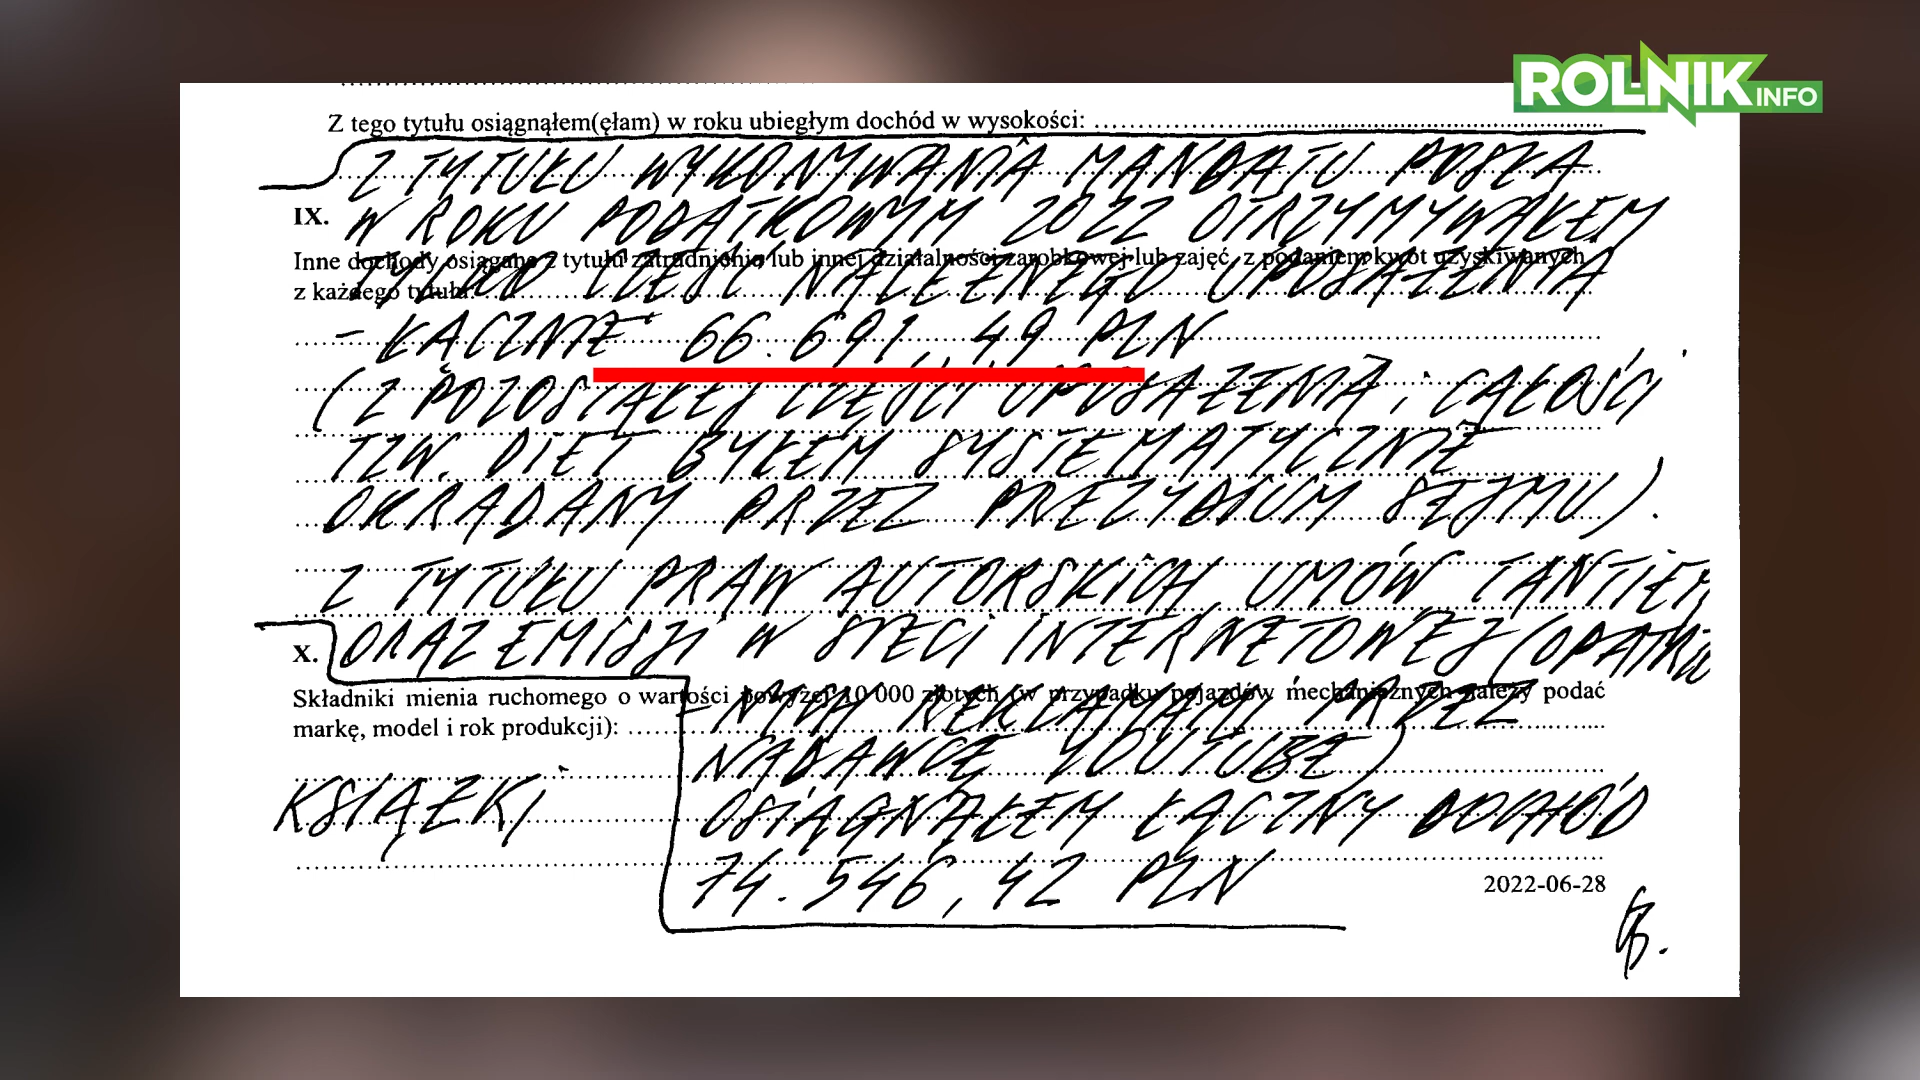 ROLNIK INFO
Z tego tytułu osiągnąłem(ęłam) w roku ubiegłym dochód w wysokości:
Z TYTUŁU WYKONYWANIA MANDATU POSŁA
IX. W ROKU PODATKOWYM 2022 OTRZYMYWAŁEM
Inne dochody osiągane z tytułu zatrudnienia lub innej działalności zarobkowej lub zajęć, z podaniem kwot uzyskiwanych
z każdego tytułu:
TYLKO CZĘŚĆ NALEŻNEGO UPOSAŻENIA
- ŁĄCZNIE 66.691,49 PLN
(Z POZOSTAŁEJ CZĘŚCI UPOSAŻENIA I CAŁOŚCI
TZW. DIET BYŁEM SYSTEMATYCZNIE
OKRADANY PRZEZ PREZYDIUM SEJMU).
Z TYTUŁU PRAW AUTORSKICH, UMÓW TANTIEM,
X. ORAZ EMISJI W SIECI INTERNETOWEJ (OPATRZO
Składniki mienia ruchomego o wartości powyżej 10 000 złotych (w przypadku pojazdów mechanicznych należy podać
markę, model i rok produkcji):
- NYCH REKLAMAMI PRZEZ
NADAWCĘ YOUTUBE)
KSIĄŻKI
OSIĄGNĄŁEM ŁĄCZNY DOCHÓD
74.546,42 PLN
2022-06-28